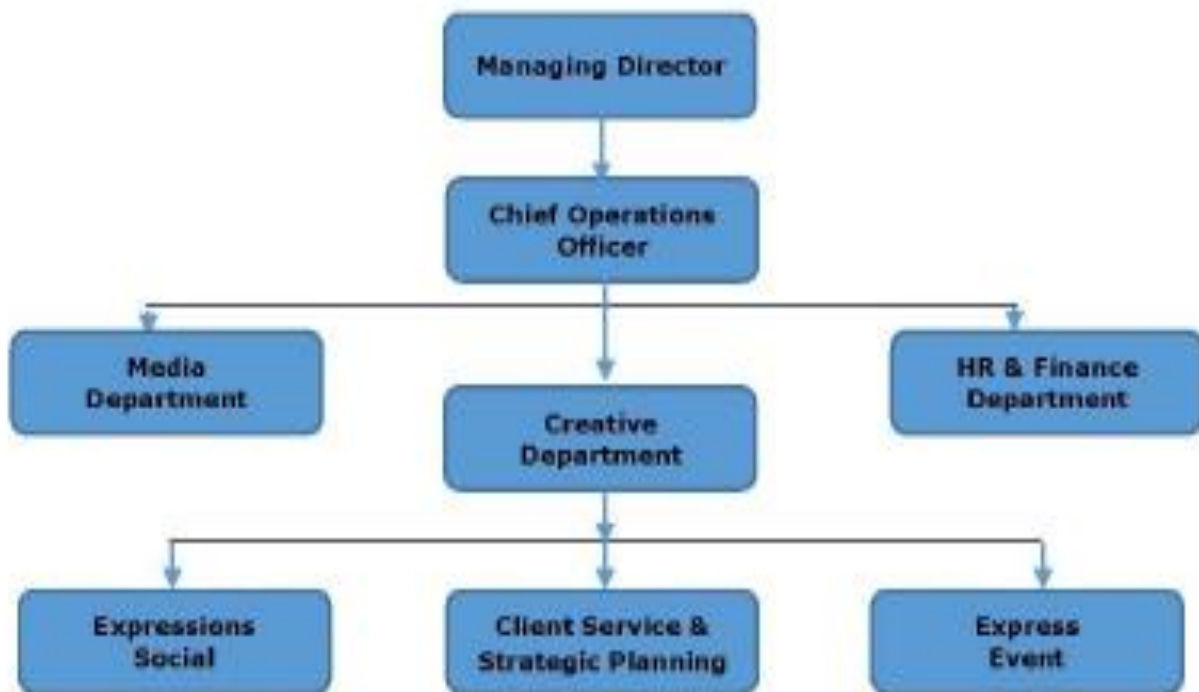 Managing Director
Chief Operations
Officer
Media
Department
HR & Finance
Department
Creative
Department
Expressions
Social
Client Service &
Strategic Planning
Express
Event